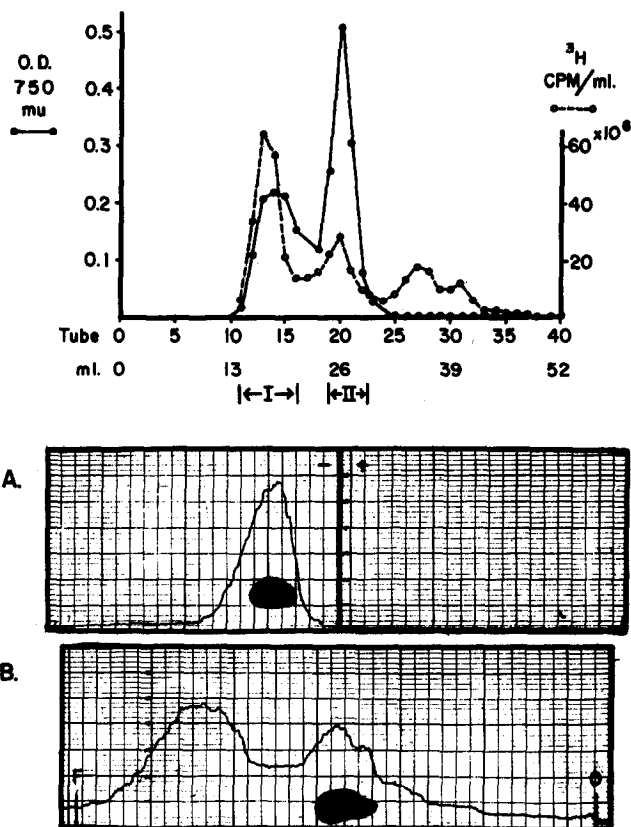 O.D.
750
mu
0.5
0.4
0.3
0.2
0.1
³H
CPM/ml.
60 x10⁶
40
20
Tube 0 5 10 15 20 25 30 35 40
ml. 0 13 26 39 52
|←I→| |←II→|
A.
- +
B.